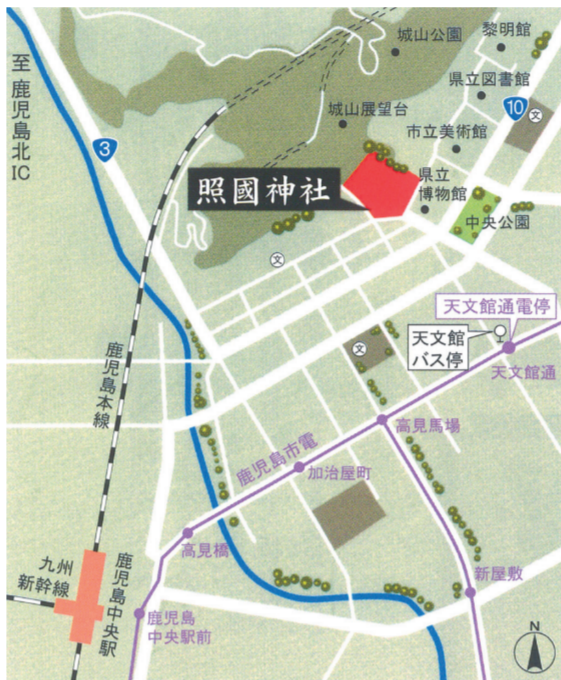 至 鹿児島北IC
3
城山公園
黎明館
県立図書館
10
文
城山展望台
市立美術館
照國神社
県立
博物館
中央公園
文
天文館通電停
天文館
バス停
天文館通
文
鹿児島本線
高見馬場
鹿児島市電
加治屋町
高見橋
新屋敷
九州
新幹線
鹿児島中央駅
鹿児島
中央駅前
N